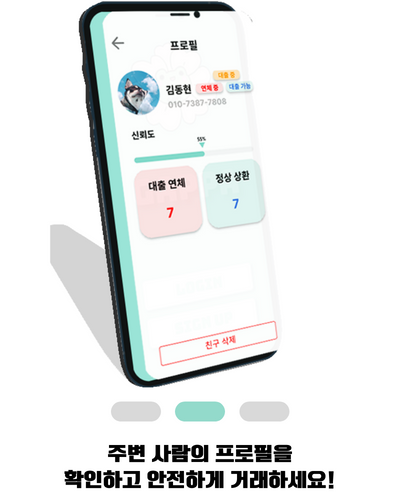 프로필
대출 중
김동현 연체 중 대출 가능
010-7387-7808
신뢰도
55%
대출 연체
7
정상 상환
7
친구 삭제
주변 사람의 프로필을
확인하고 안전하게 거래하세요!